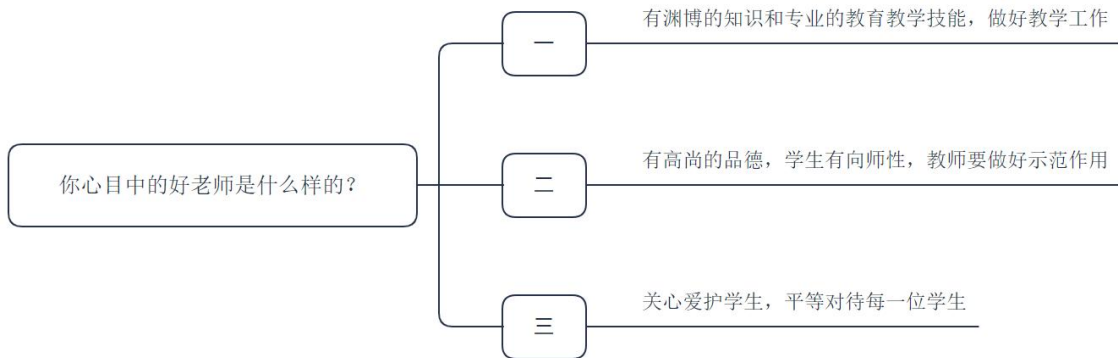 你心目中的好老师是什么样的？
一
有渊博的知识和专业的教育教学技能，做好教学工作
二
有高尚的品德，学生有向师性，教师要做好示范作用
三
关心爱护学生，平等对待每一位学生